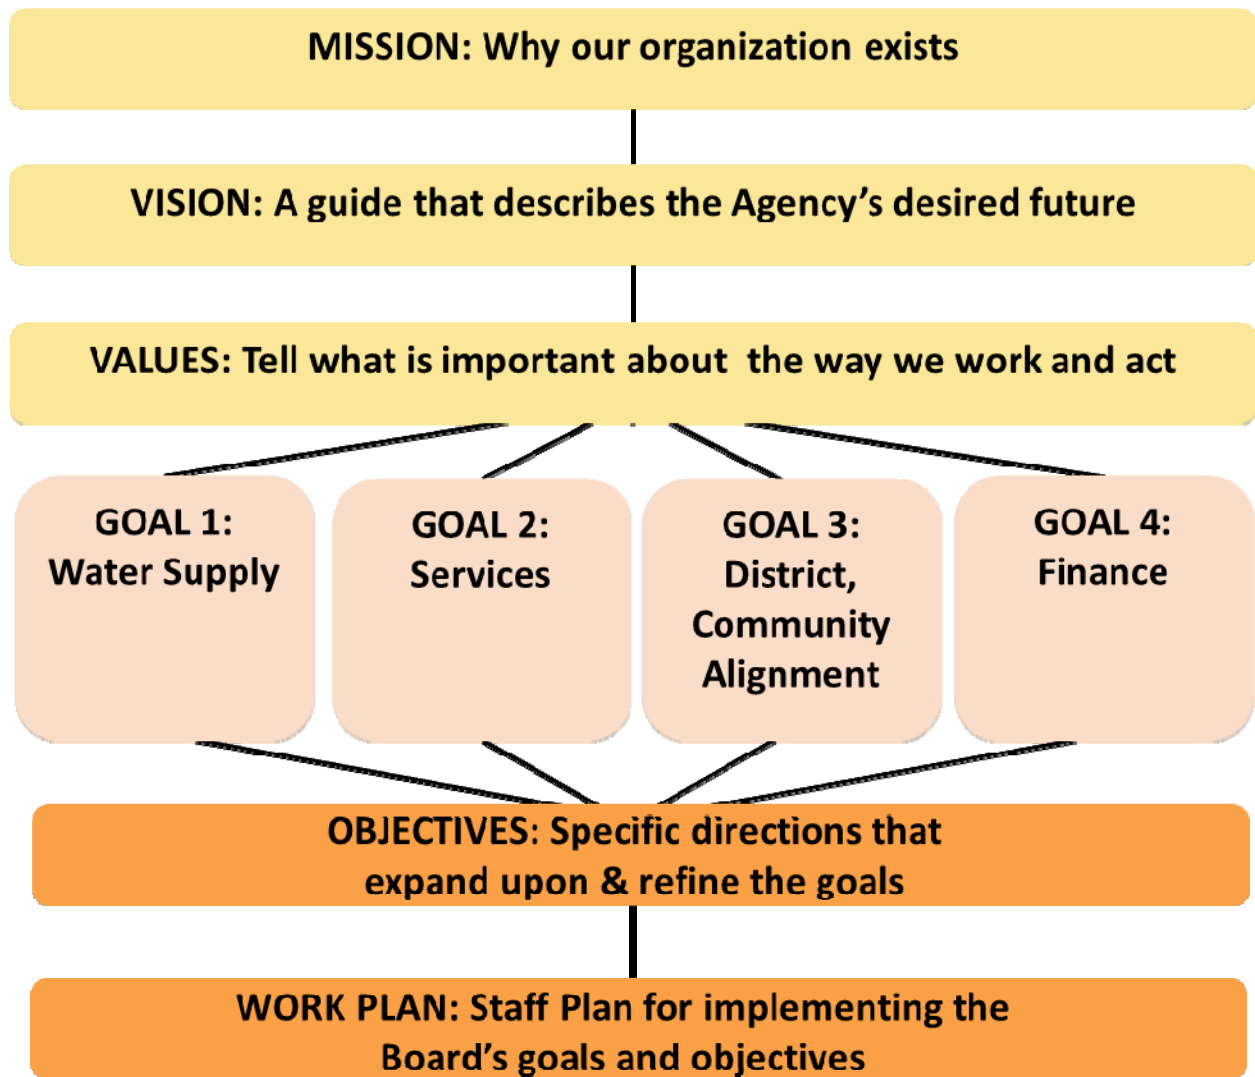 MISSION: Why our organization exists
VISION: A guide that describes the Agency’s desired future
VALUES: Tell what is important about  the way we work and act
GOAL 1:
Water Supply
GOAL 2:
Services
GOAL 3:
District,
Community
Alignment
GOAL 4:
Finance
OBJECTIVES: Specific directions that
expand upon & refine the goals
WORK PLAN: Staff Plan for implementing the
Board’s goals and objectives